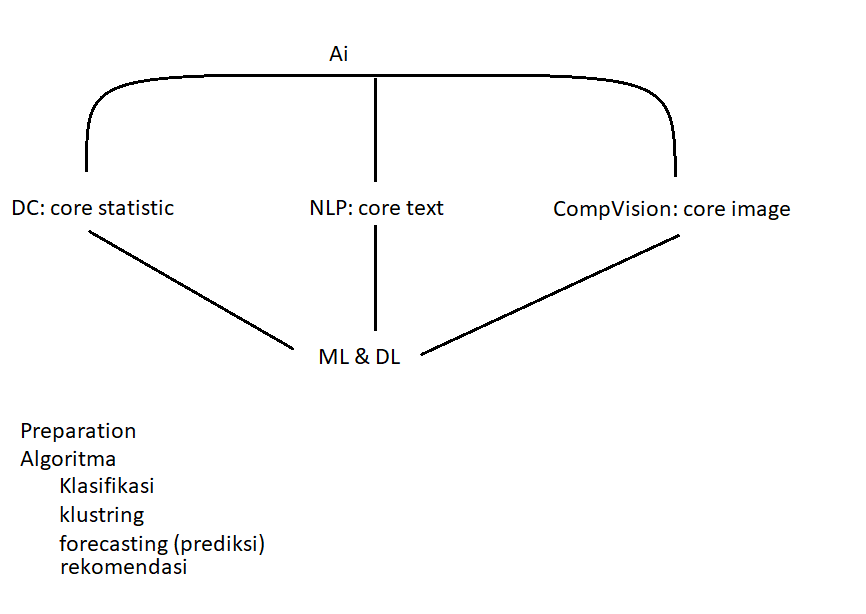 Ai
DC: core statistic
NLP: core text
CompVision: core image
ML & DL
Preparation
Algoritma
Klasifikasi
klustring
forecasting (prediksi)
rekomendasi